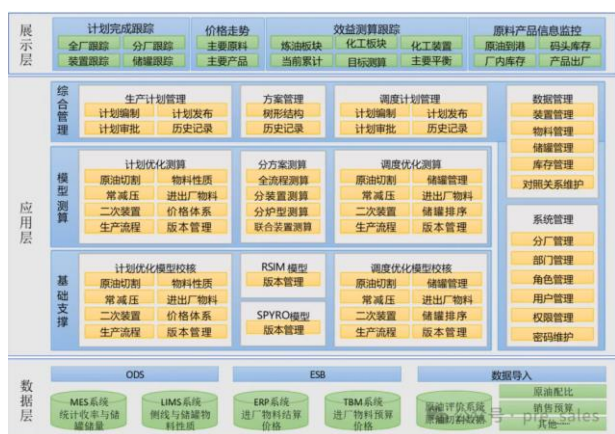 展示层
计划完成跟踪
全厂跟踪 分厂跟踪
装置跟踪 储罐跟踪
价格走势
主要原料
主要产品
效益测算跟踪
炼油板块 化工板块 化工装置
当前累计 目标测算 主要平衡
原料产品信息监控
原油到港 码头库存
厂内库存 产品出厂
应用层
综合管理
生产计划管理
计划编制 计划发布
计划审批 历史记录
方案管理
树形结构
历史记录
调度计划管理
计划编制 计划发布
计划审批 历史记录
模型测算
计划优化测算
原油切割 物料性质
常减压 进出厂物料
二次装置 价格体系
生产流程 版本管理
分方案测算
全流程测算
分装置测算
分炉型测算
联合装置测算
调度优化测算
原油切割 储罐管理
常减压 进出厂物料
二次装置 储罐排序
生产流程 版本管理
基础支撑
计划优化模型校核
原油切割 物料性质
常减压 进出厂物料
二次装置 价格体系
生产流程 版本管理
RSIM 模型
版本管理
SPYRO模型
版本管理
调度优化模型校核
原油切割 储罐管理
常减压 进出厂物料
二次装置 储罐排序
生产流程 版本管理
数据管理
装置管理
物料管理
储罐管理
库存管理
对照关系维护
系统管理
分厂管理
部门管理
角色管理
用户管理
权限管理
密码维护
数据层
ODS
ESB
数据导入
MES系统
统计收率与储
罐储量
LIMS系统
侧线与储罐物
料性质
ERP系统
进厂物料结算
价格
TBM系统
进厂物料预算
价格
原油评价系统
原油切割数据
原油配比
销售预算
其他
号 · pre_sales